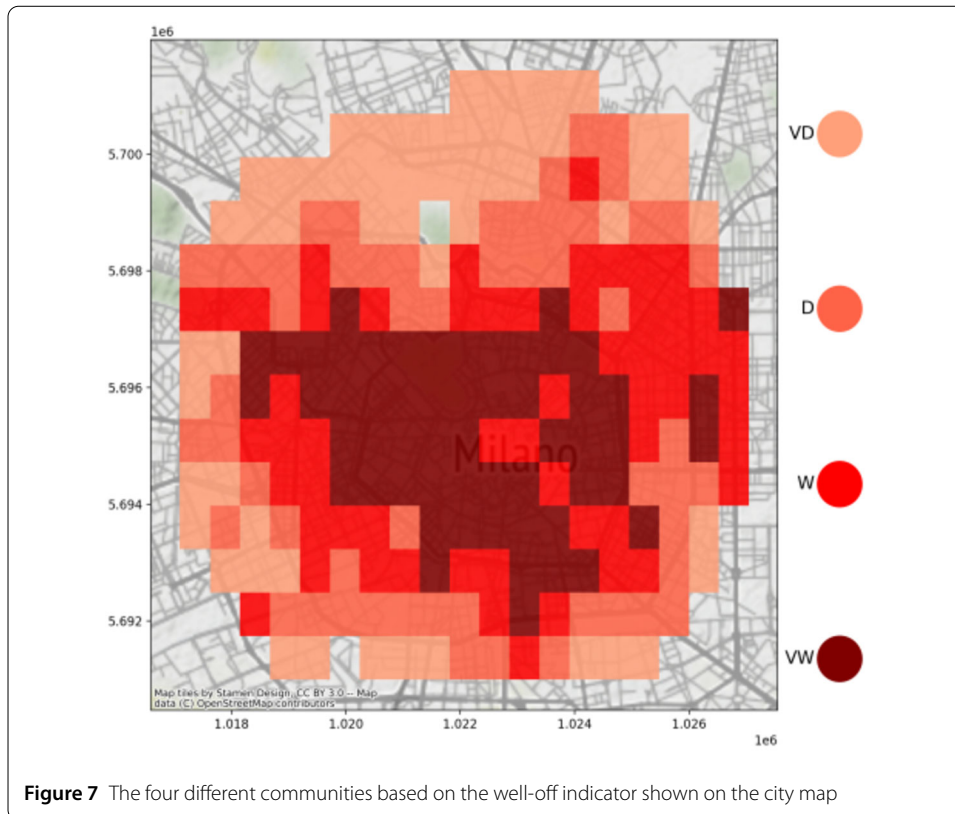 1e6
5.700
5.698
5.696
5.694
5.692
Milano
Map tiles by Stamen Design, CC BY 3.0 -- Map
data (C) OpenStreetMap contributors
1.018 1.020 1.022 1.024 1.026
1e6
VD
D
W
VW
Figure 7 The four different communities based on the well-off indicator shown on the city map